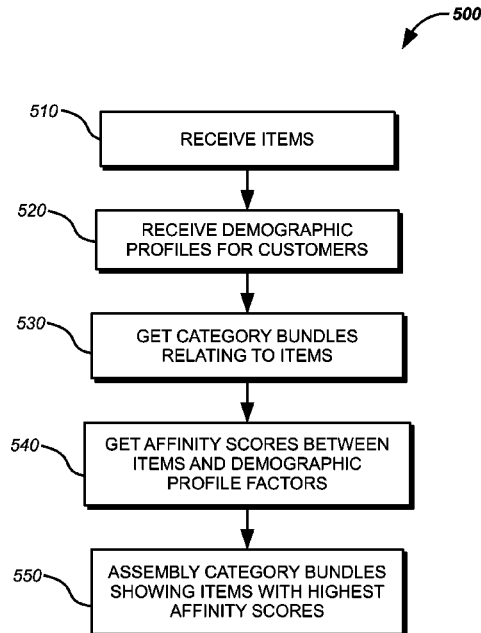 500
510
RECEIVE ITEMS
520
RECEIVE DEMOGRAPHIC
PROFILES FOR CUSTOMERS
530
GET CATEGORY BUNDLES
RELATING TO ITEMS
540
GET AFFINITY SCORES BETWEEN
ITEMS AND DEMOGRAPHIC
PROFILE FACTORS
550
ASSEMBLY CATEGORY BUNDLES
SHOWING ITEMS WITH HIGHEST
AFFINITY SCORES